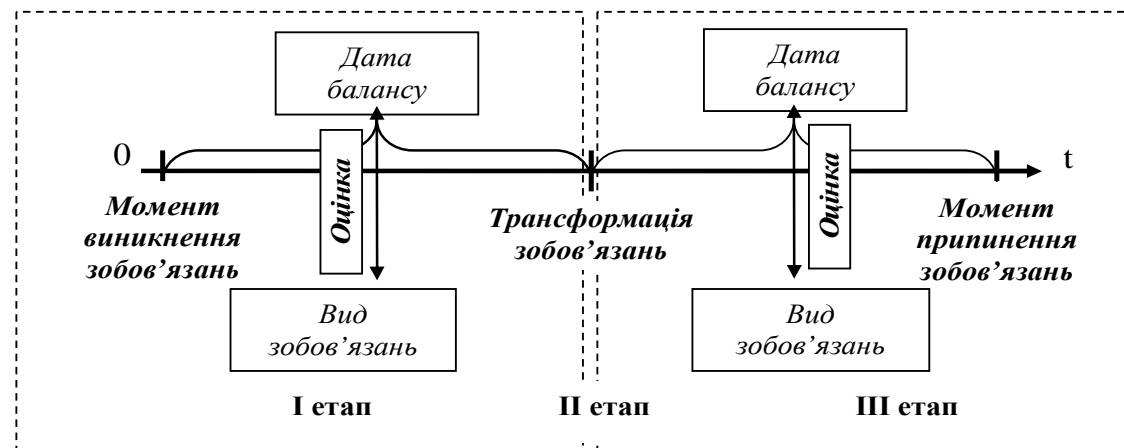 Дата
балансу
Дата
балансу
0
Оцінка
Оцінка
t
Момент
виникнення
зобов’язань
Трансформація
зобов’язань
Момент
припинення
зобов’язань
Вид
зобов’язань
Вид
зобов’язань
I етап
II етап
III етап